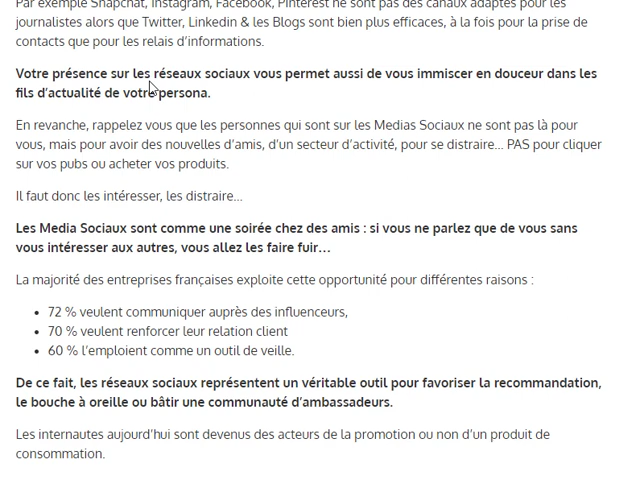 Par exemple Snapchat, Instagram, Facebook, Pinterest ne sont pas des canaux adaptés pour les
journalistes alors que Twitter, Linkedin & les Blogs sont bien plus efficaces, à la fois pour la prise de
contacts que pour les relais d’informations.
Votre présence sur les réseaux sociaux vous permet aussi de vous immiscer en douceur dans les
fils d’actualité de votre persona.
En revanche, rappelez vous que les personnes qui sont sur les Medias Sociaux ne sont pas là pour
vous, mais pour avoir des nouvelles d’amis, d’un secteur d’activité, pour se distraire… PAS pour cliquer
sur vos pubs ou acheter vos produits.
Il faut donc les intéresser, les distraire…
Les Media Sociaux sont comme une soirée chez des amis : si vous ne parlez que de vous sans
vous intéresser aux autres, vous allez les faire fuir…
La majorité des entreprises françaises exploite cette opportunité pour différentes raisons :
• 72 % veulent communiquer auprès des influenceurs,
• 70 % veulent renforcer leur relation client
• 60 % l’emploient comme un outil de veille.
De ce fait, les réseaux sociaux représentent un véritable outil pour favoriser la recommandation,
le bouche à oreille ou bâtir une communauté d’ambassadeurs.
Les internautes aujourd’hui sont devenus des acteurs de la promotion ou non d’un produit de
consommation.